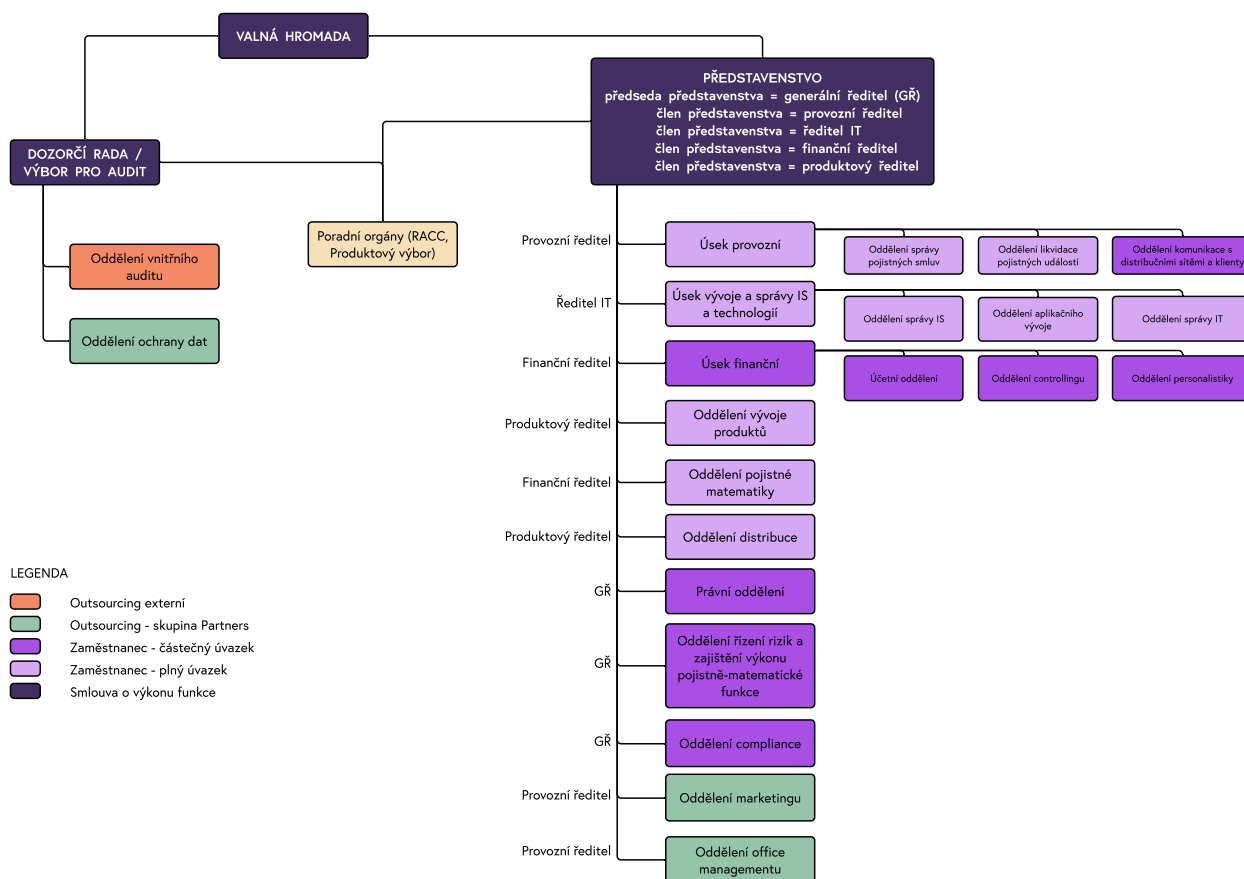 VALNÁ HROMADA
PŘEDSTAVENSTVO
předseda představenstva = generální ředitel (GŘ)
člen představenstva = provozní ředitel
člen představenstva = ředitel IT
člen představenstva = finanční ředitel
člen představenstva = produktový ředitel
DOZORČÍ RADA /
VÝBOR PRO AUDIT
Oddělení vnitřního
auditu
Oddělení ochrany dat
Poradní orgány (RACC,
Produktový výbor)
Provozní ředitel
Úsek provozní
Oddělení správy
pojistných smluv
Oddělení likvidace
pojistných událostí
Oddělení komunikace s
distribučními sítěmi a klienty
Ředitel IT
Úsek vývoje a správy IS
a technologií
Oddělení správy IS
Oddělení aplikačního
vývoje
Oddělení správy IT
Finanční ředitel
Úsek finanční
Účetní oddělení
Oddělení controllingu
Oddělení personalistiky
Produktový ředitel
Oddělení vývoje
produktů
Finanční ředitel
Oddělení pojistné
matematiky
Produktový ředitel
Oddělení distribuce
GŘ
Právní oddělení
GŘ
Oddělení řízení rizik a
zajištění výkonu
pojistně-matematické
funkce
GŘ
Oddělení compliance
Provozní ředitel
Oddělení marketingu
Provozní ředitel
Oddělení office
managementu
LEGENDA
Outsourcing externí
Outsourcing - skupina Partners
Zaměstnanec - částečný úvazek
Zaměstnanec - plný úvazek
Smlouva o výkonu funkce